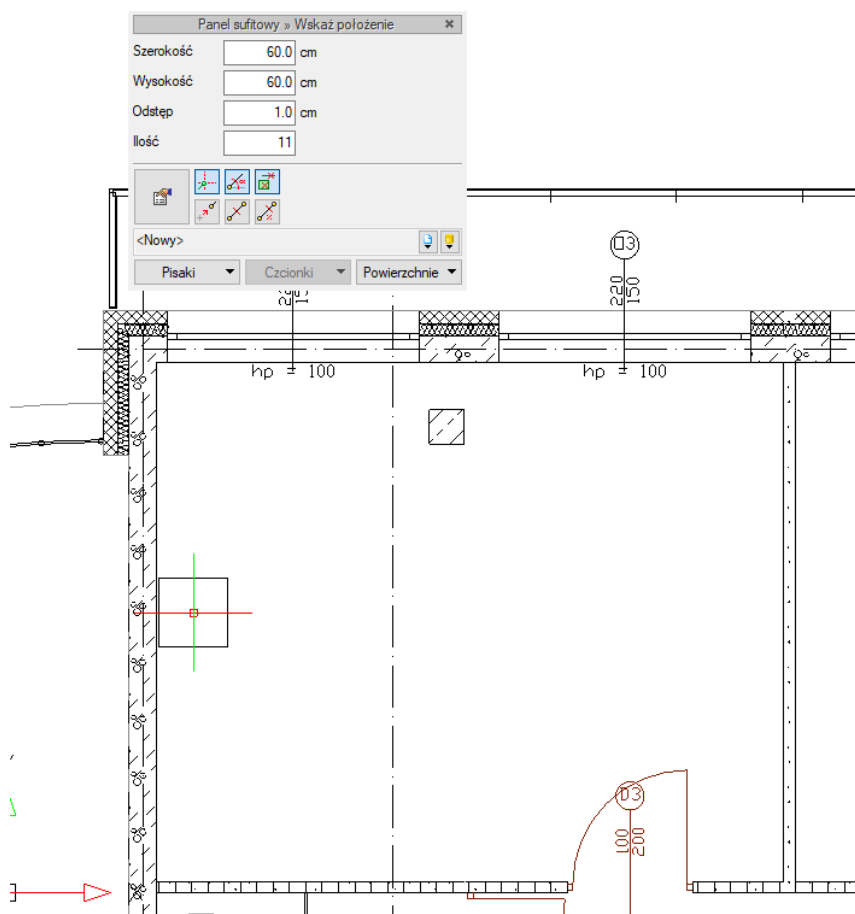 Panel sufitowy » Wskaż położenie
Szerokość 60.0 cm
Wysokość 60.0 cm
Odstęp 1.0 cm
Ilość 11
<Nowy>
Pisaki Czcionki Powierzchnie
O3
220
150
hp = 100
hp = 100
D3
100
200